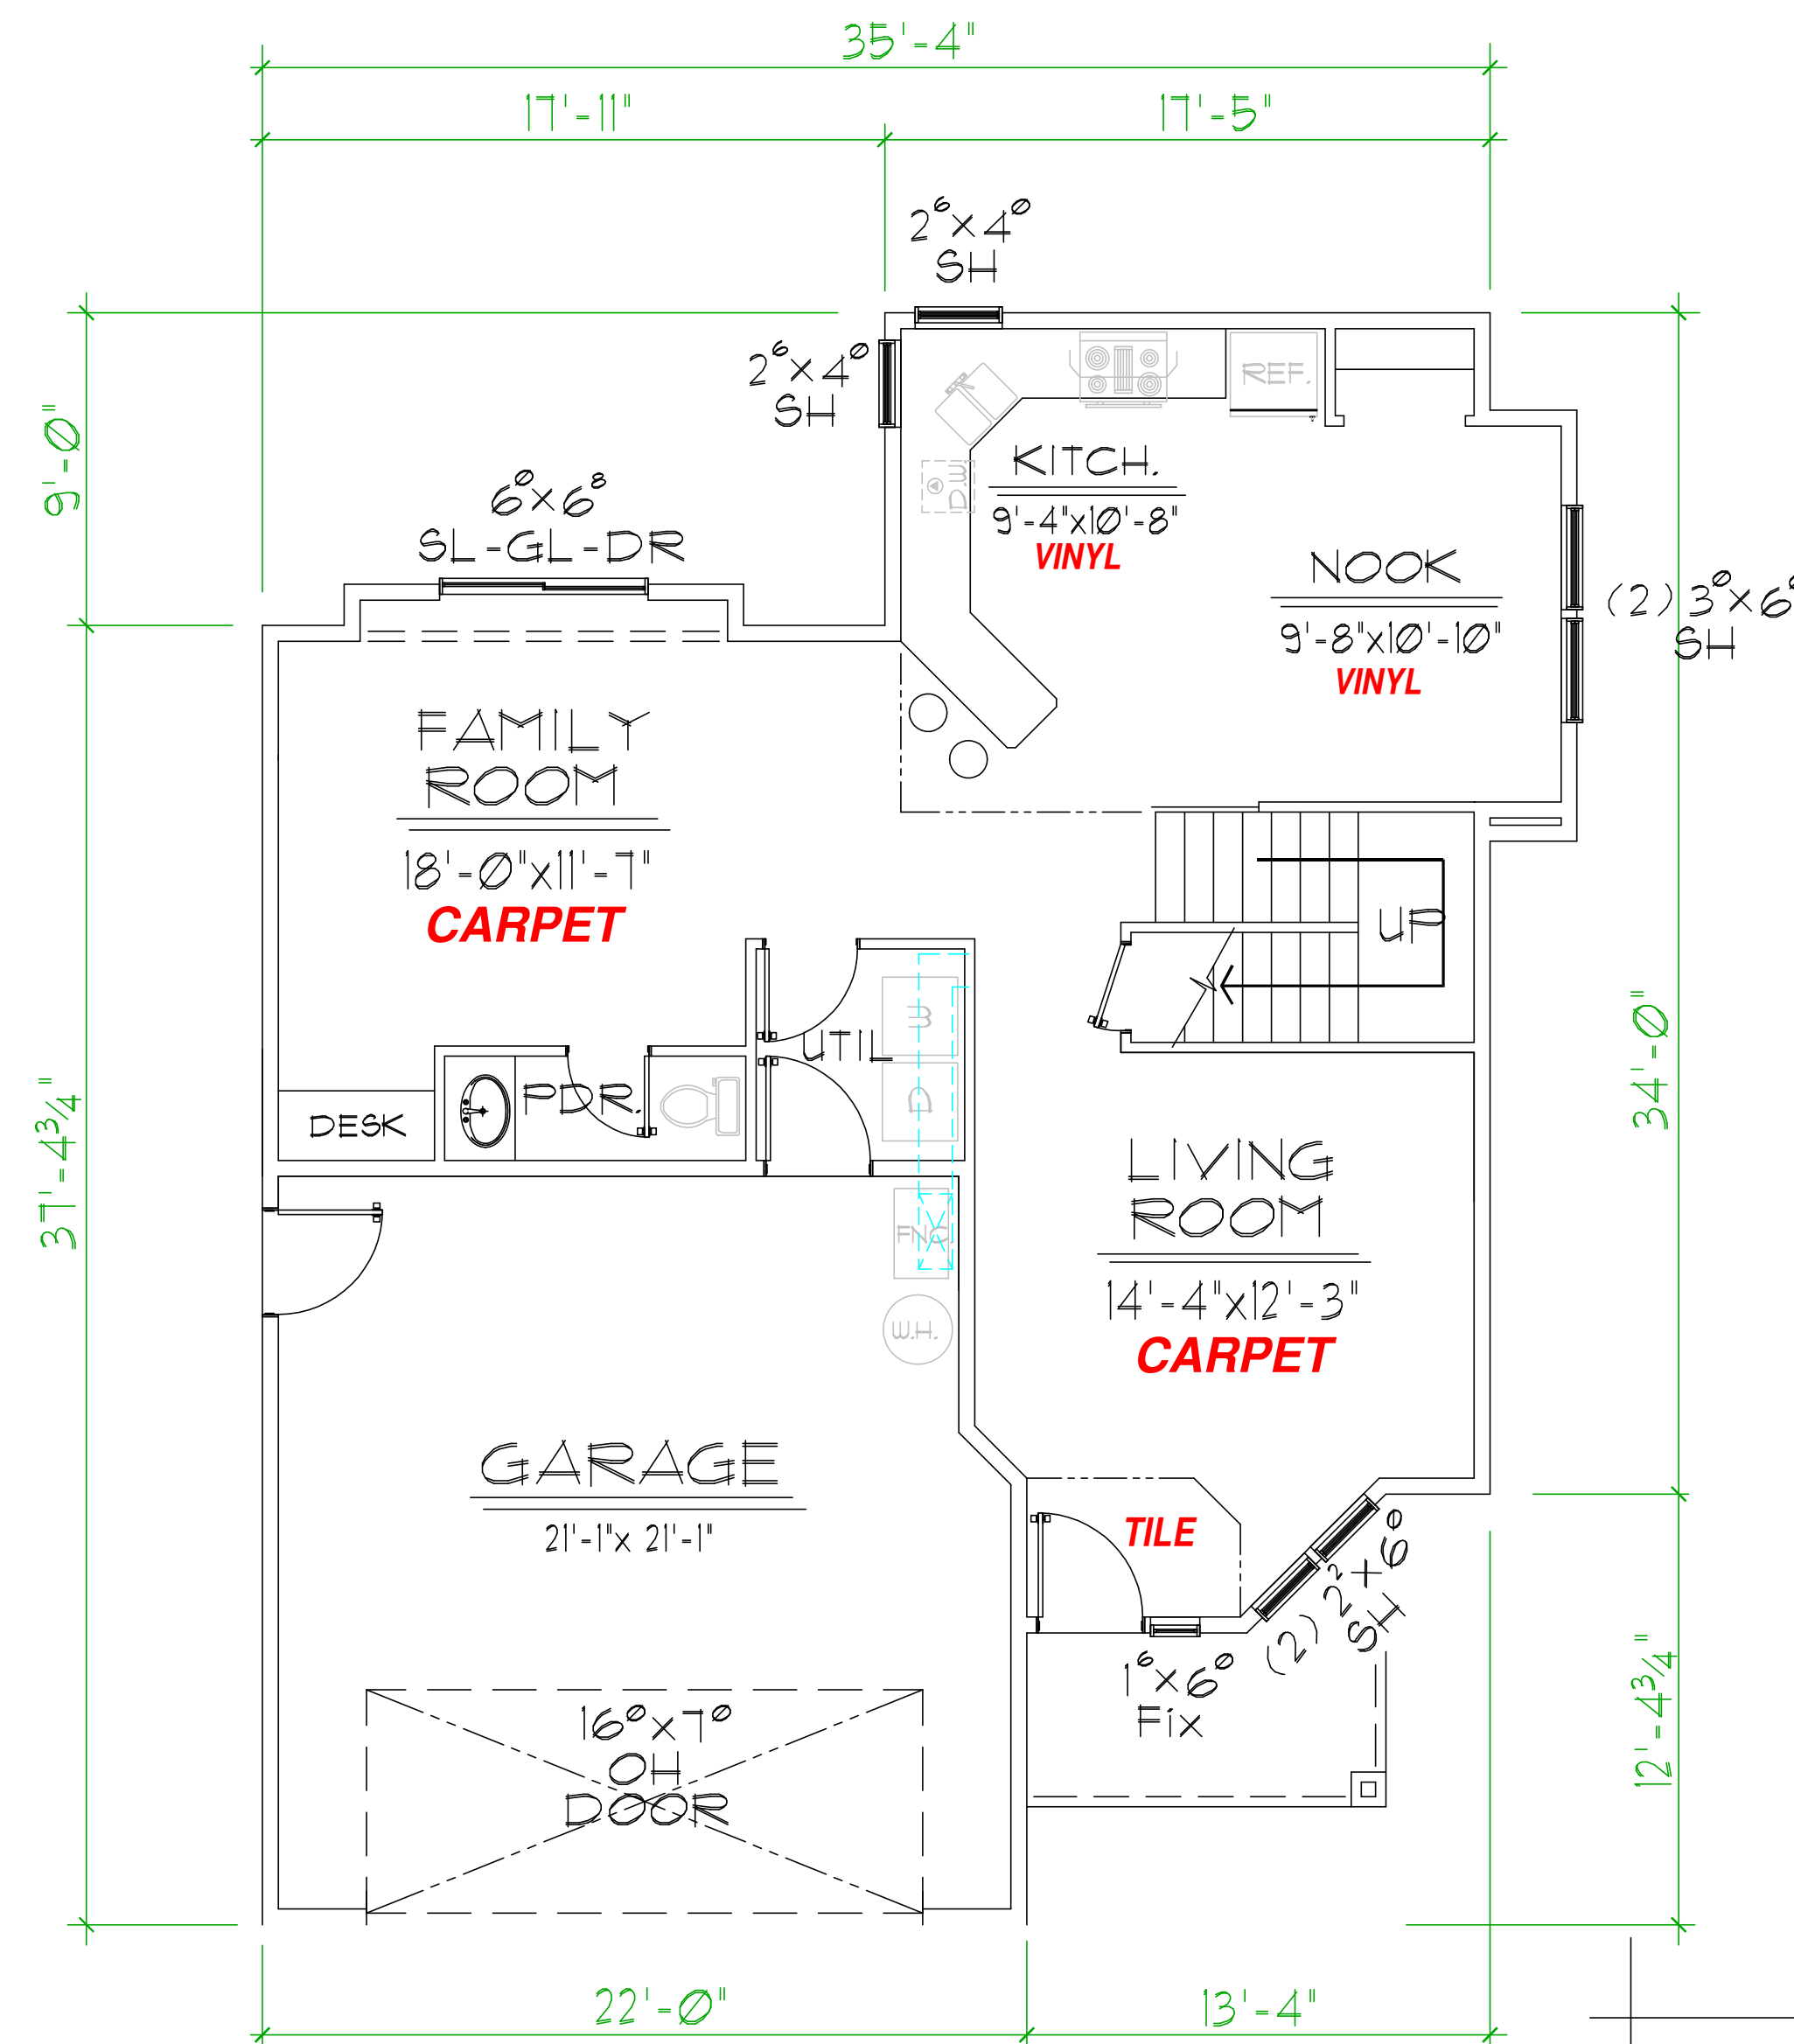 35'-4"
17'-11"
17'-5"
2⁶x4⁰
SH
2⁶x4⁰
SH
9'-0"
6⁰x6⁸
SL-GL-DR
REF.
KITCH.
9'-4"x10'-8"
VINYL
D.W.
NOOK
9'-8"x10'-10"
VINYL
(2) 3⁰x6⁰
SH
FAMILY
ROOM
18'-0"x11'-7"
CARPET
UP
34'-0"
W
UTIL
D
PDR.
DESK
37'-4¾"
LIVING
ROOM
14'-4"x12'-3"
CARPET
FNC
W.H.
GARAGE
21'-1"x 21'-1"
TILE
(2) 2²x6⁰
SH
1⁶x6⁰
Fix
12'-4¾"
16⁰x7⁰
OH
DOOR
22'-0"
13'-4"